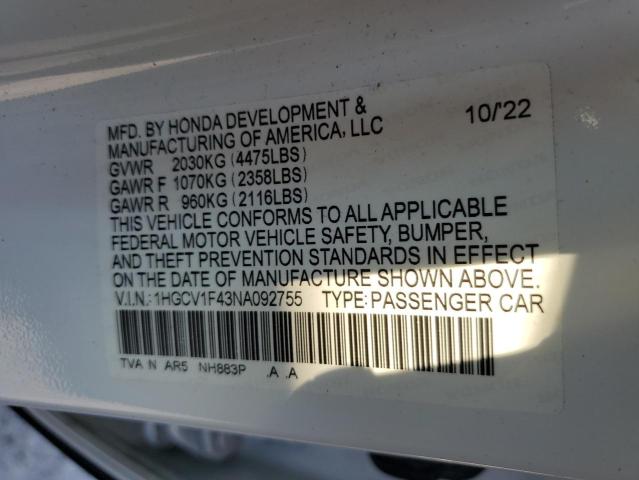 MFD. BY HONDA DEVELOPMENT & 10/'22
MANUFACTURING OF AMERICA, LLC
GVWR 2030KG (4475LBS)
GAWR F 1070KG (2358LBS)
GAWR R 960KG (2116LBS)
THIS VEHICLE CONFORMS TO ALL APPLICABLE
FEDERAL MOTOR VEHICLE SAFETY, BUMPER,
AND THEFT PREVENTION STANDARDS IN EFFECT
ON THE DATE OF MANUFACTURE SHOWN ABOVE.
V.I.N.: 1HGCV1F43NA092755 TYPE: PASSENGER CAR
TVA N AR5 NH883P .A .A